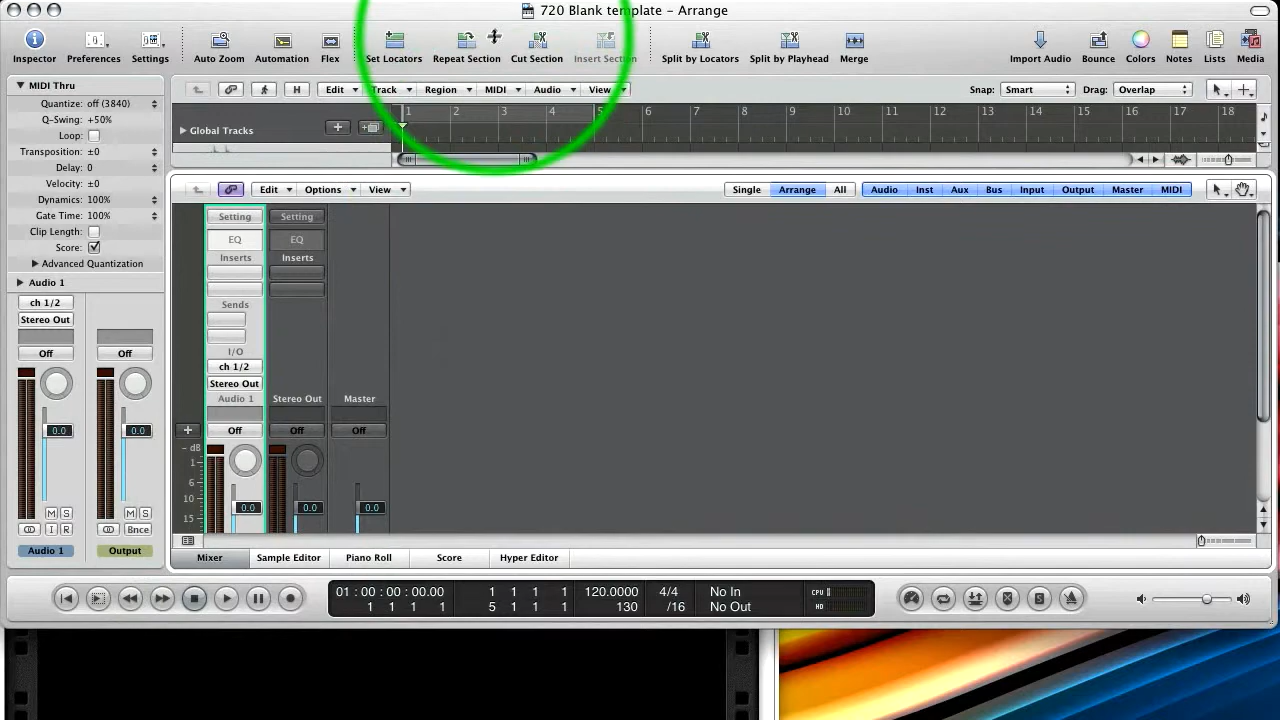 720 Blank template – Arrange
Inspector Preferences Settings Auto Zoom Automation Flex Set Locators Repeat Section Cut Section Insert Section Split by Locators Split by Playhead Merge Import Audio Bounce Colors Notes Lists Media
MIDI Thru
Quantize: off (3840)
Q-Swing: +50%
Loop:
Transposition: ±0
Delay: 0
Velocity: ±0
Dynamics: 100%
Gate Time: 100%
Clip Length:
Score:
Advanced Quantization
Audio 1
ch 1/2
Stereo Out
Off Off
0.0 0.0
M S M S
I R Bnce
Audio 1 Output
H Edit Track Region MIDI Audio View Snap: Smart Drag: Overlap
1 2 3 4 5 6 7 8 9 10 11 12 13 14 15 16 17 18
Global Tracks
Edit Options View Single Arrange All Audio Inst Aux Bus Input Output Master MIDI
Setting Setting
EQ EQ
Inserts Inserts
Sends
I/O
ch 1/2
Stereo Out
Audio 1 Stereo Out Master
Off Off Off
- dB
1
6
10
15
0.0 0.0 0.0
Mixer Sample Editor Piano Roll Score Hyper Editor
01 : 00 : 00 : 00.00 1 1 1 1 120.0000 4/4 No In CPU
1 1 1 1 5 1 1 1 130 /16 No Out HD